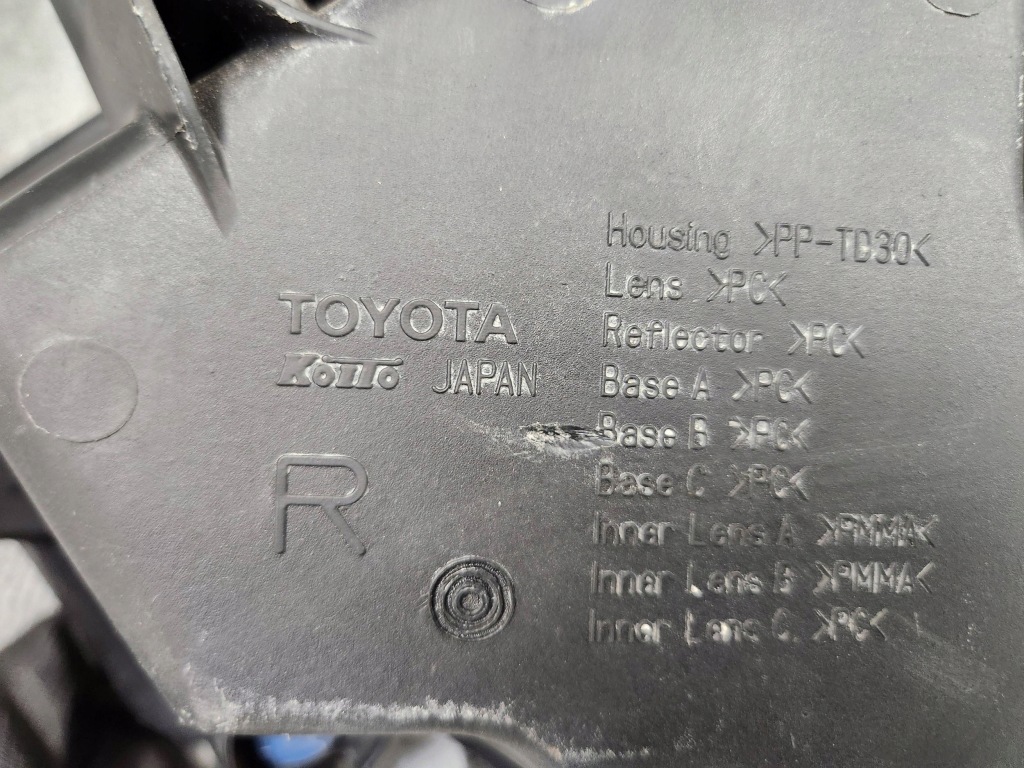 TOYOTA
KOITO JAPAN
R
Housing >PP-TD30<
Lens >PC<
Reflector >PC<
Base A >PC<
Base B >PC<
Base C >PC<
Inner Lens A >PMMA<
Inner Lens B >PMMA<
Inner Lens C >PC<